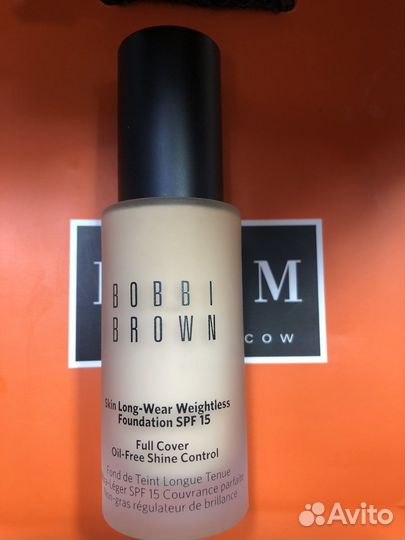 BOBBI
BROWN
M
COW
Skin Long-Wear Weightless
Foundation SPF 15
Full Cover
Oil-Free Shine Control
Fond de Teint Longue Tenue
SPF 15 Couvrance parfaite
régulateur de brillance
Avito